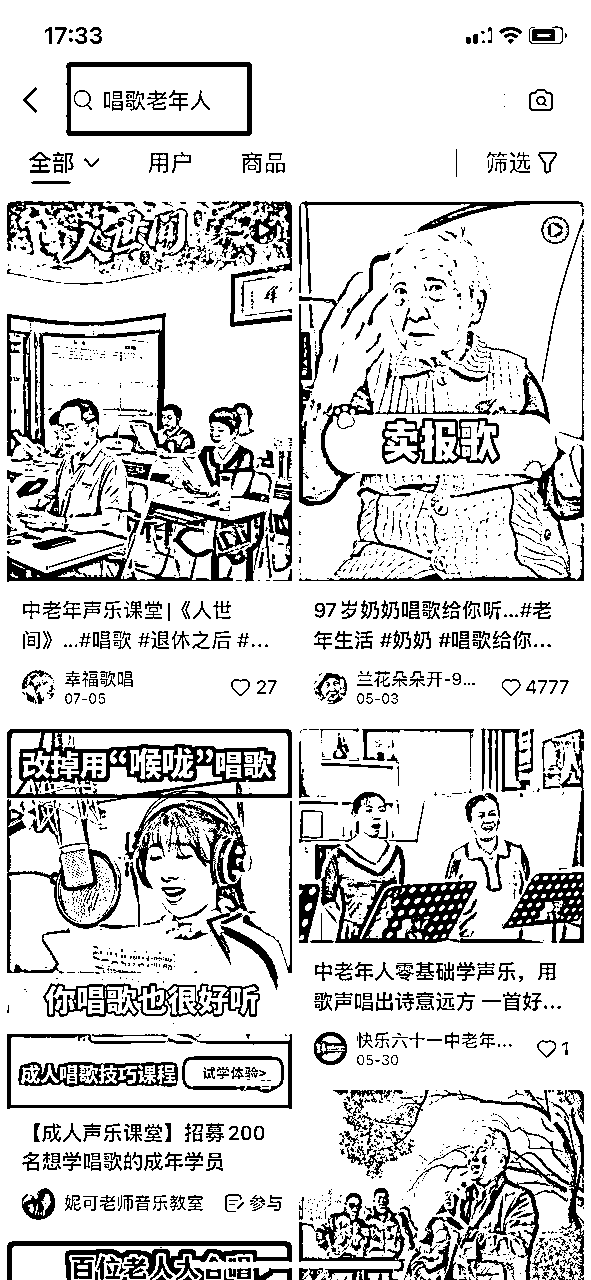 17:33
唱歌老年人
全部
用户
商品
筛选
人世间
卖报歌
中老年声乐课堂|《人世
间》...#唱歌 #退休之后 #...
幸福歌唱
07-05
27
97岁奶奶唱歌给你听...#老
年生活 #奶奶 #唱歌给你...
兰花朵朵开-9...
05-03
4777
改掉用“喉咙”唱歌
你唱歌也很好听
成人唱歌技巧课程
试学体验>
【成人声乐课堂】招募200
名想学唱歌的成年学员
妮可老师音乐教室
参与
中老年人零基础学声乐，用
歌声唱出诗意远方 一首好...
快乐六十一中老年...
05-30
1
百位老人大合唱